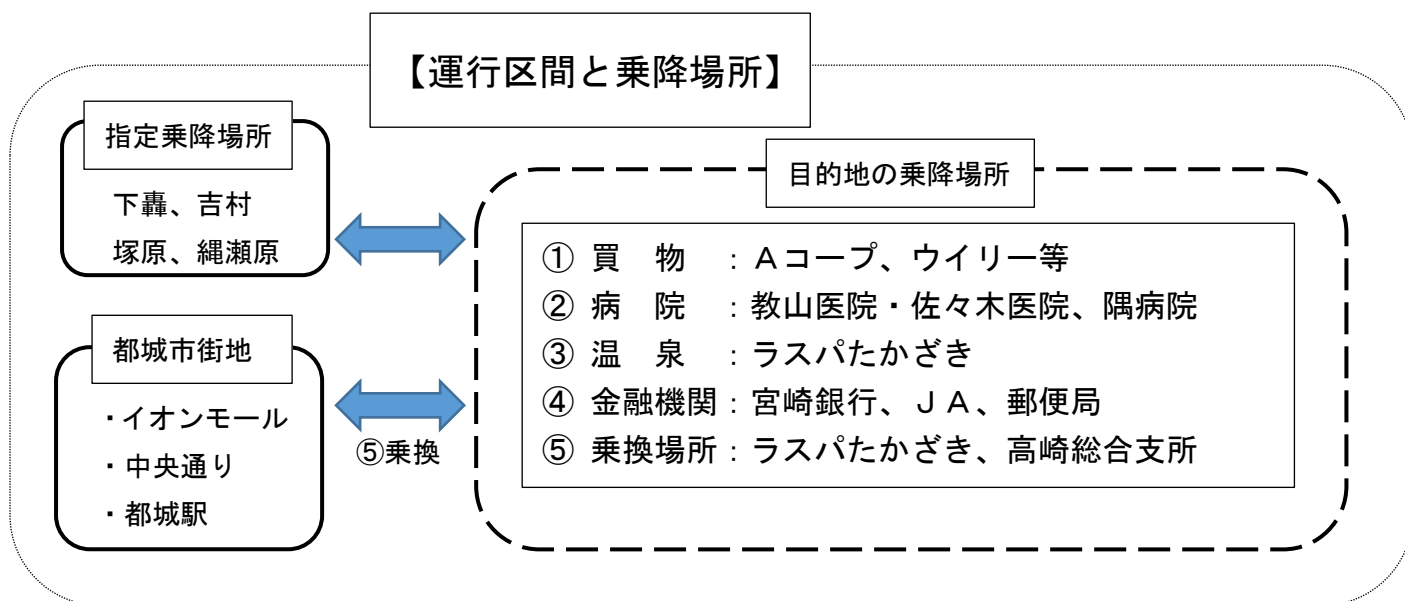 【運行区間と乗降場所】
指定乗降場所
下轟、吉村
塚原、縄瀬原
都城市街地
・イオンモール
・中央通り
・都城駅
⑤乗換
目的地の乗降場所
① 買　物　：Ａコープ、ウイリー等
② 病　院　：教山医院・佐々木医院、隅病院
③ 温　泉　：ラスパたかざき
④ 金融機関：宮崎銀行、ＪＡ、郵便局
⑤ 乗換場所：ラスパたかざき、高崎総合支所